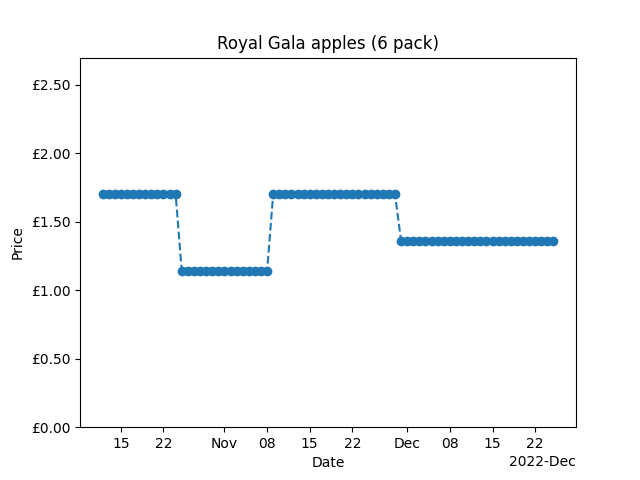 Royal Gala apples (6 pack)
£2.50
£2.00
£1.50
£1.00
£0.50
£0.00
Price
15 22 Nov 08 15 22 Dec 08 15 22
Date
2022-Dec